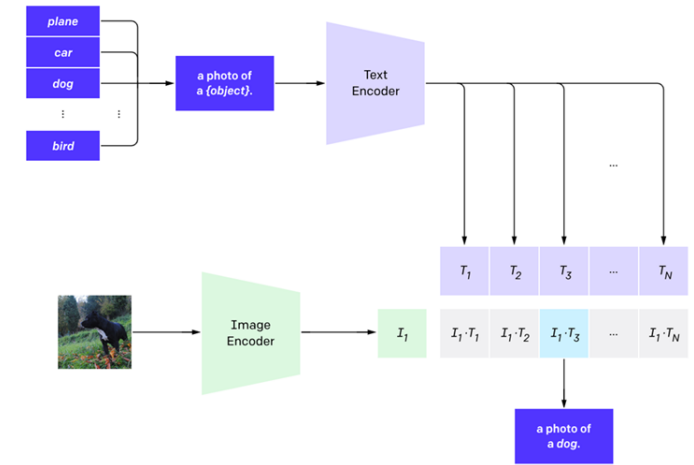 plane
car
dog
⋮
⋮
bird
a photo of
a {object}.
Text
Encoder
...
T1 T2 T3 ... TN
Image
Encoder
I1
I1·T1 I1·T2 I1·T3 ... I1·TN
a photo of
a dog.